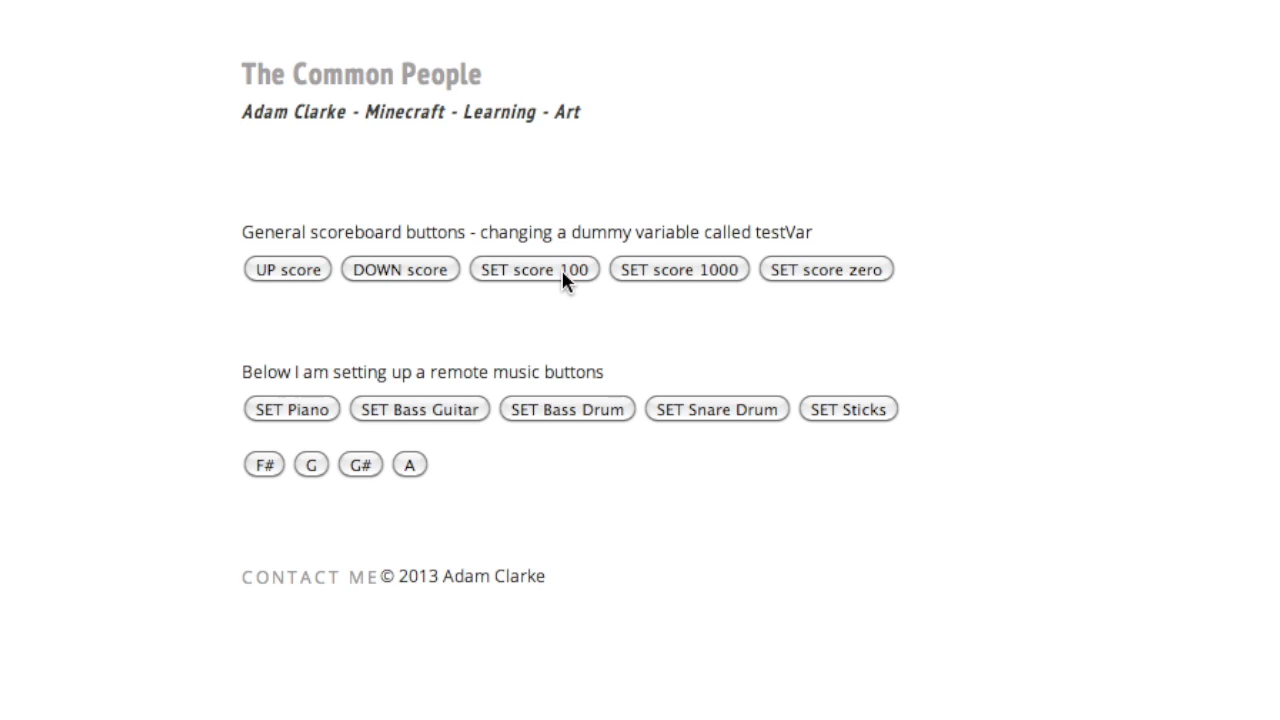 The Common People
Adam Clarke - Minecraft - Learning - Art
General scoreboard buttons - changing a dummy variable called testVar
UP score DOWN score SET score 100 SET score 1000 SET score zero
Below I am setting up a remote music buttons
SET Piano SET Bass Guitar SET Bass Drum SET Snare Drum SET Sticks
F# G G# A
CONTACT ME© 2013 Adam Clarke